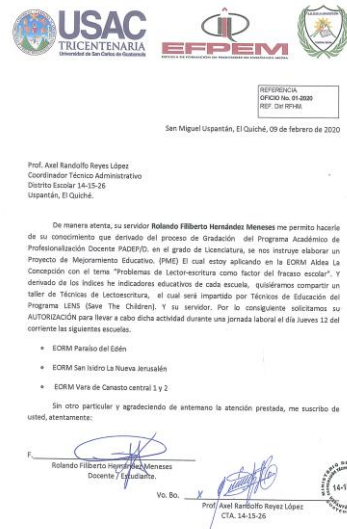 USAC
TRICENTENARIA
Universidad de San Carlos de Guatemala
EFPEM
REFERENCIA
OFICIO No. 01-2020
REF. Dir/ RFHM
San Miguel Uspantán, El Quiché, 09 de febrero de 2020
Prof. Axel Randolfo Reyes López
Coordinador Técnico Administrativo
Distrito Escolar 14-15-26
Uspantán, El Quiché.
De manera atenta, su servidor Rolando Filiberto Hernández Meneses me permito hacerle
de su conocimiento que derivado del proceso de Gradación del Programa Académico de
Profesionalización Docente PADEP/D. en el grado de Licenciatura, se nos instruye elaborar un
Proyecto de Mejoramiento Educativo. (PME) El cual estoy aplicando en la EORM Aldea La
Concepción con el tema "Problemas de Lector-escritura como factor del fracaso escolar". Y
derivado de los índices he indicadores educativos de cada escuela, quisiéramos compartir un
taller de Técnicas de Lectoescritura, el cual será impartido por Técnicos de Educación del
Programa LENS (Save The Children). Y su servidor. Por lo consiguiente solicitamos su
AUTORIZACIÓN para llevar a cabo dicha actividad durante una jornada laboral el día Jueves 12 del
corriente las siguientes escuelas.
• EORM Paraíso del Edén
• EORM San Isidro La Nueva Jerusalén
• EORM Vara de Canasto central 1 y 2
Sin otro particular y agradeciendo de antemano la atención prestada, me suscribo de
usted, atentamente:
F.
Rolando Filiberto Hernández Meneses
Docente / Estudiante.
Vo. Bo.
Prof. Axel Randolfo Reyes López
CTA. 14-15-26